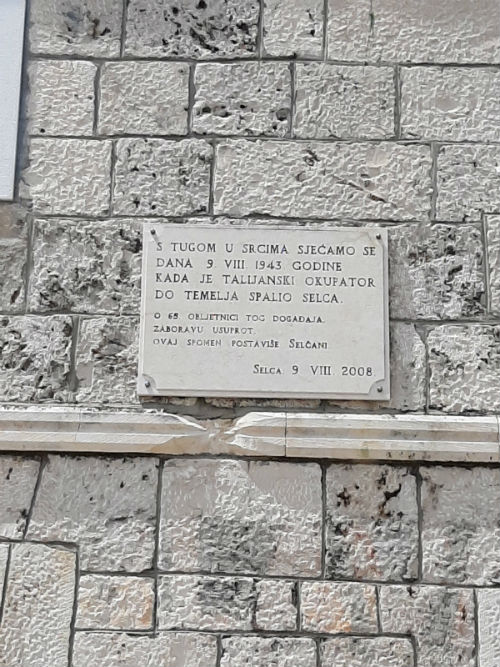 S TUGOM U SRCIMA SJEĆAMO SE
DANA 9. VIII 1943 GODINE
KADA JE TALIJANSKI OKUPATOR
DO TEMELJA SPALIO SELCA.
O 65 OBLJETNICI TOG DOGAĐAJA.
ZABORAVU USUPROT.
OVAJ SPOMEN POSTAVIŠE SELČANI.
SELCA. 9 VIII 2008.